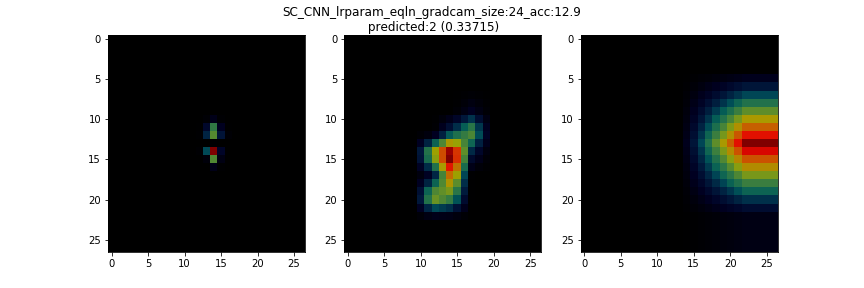 SC_CNN_lrparam_eqln_gradcam_size:24_acc:12.9
predicted:2 (0.33715)
0 0 0
5 5 5
10 10 10
15 15 15
20 20 20
25 25 25
0 5 10 15 20 25 0 5 10 15 20 25 0 5 10 15 20 25